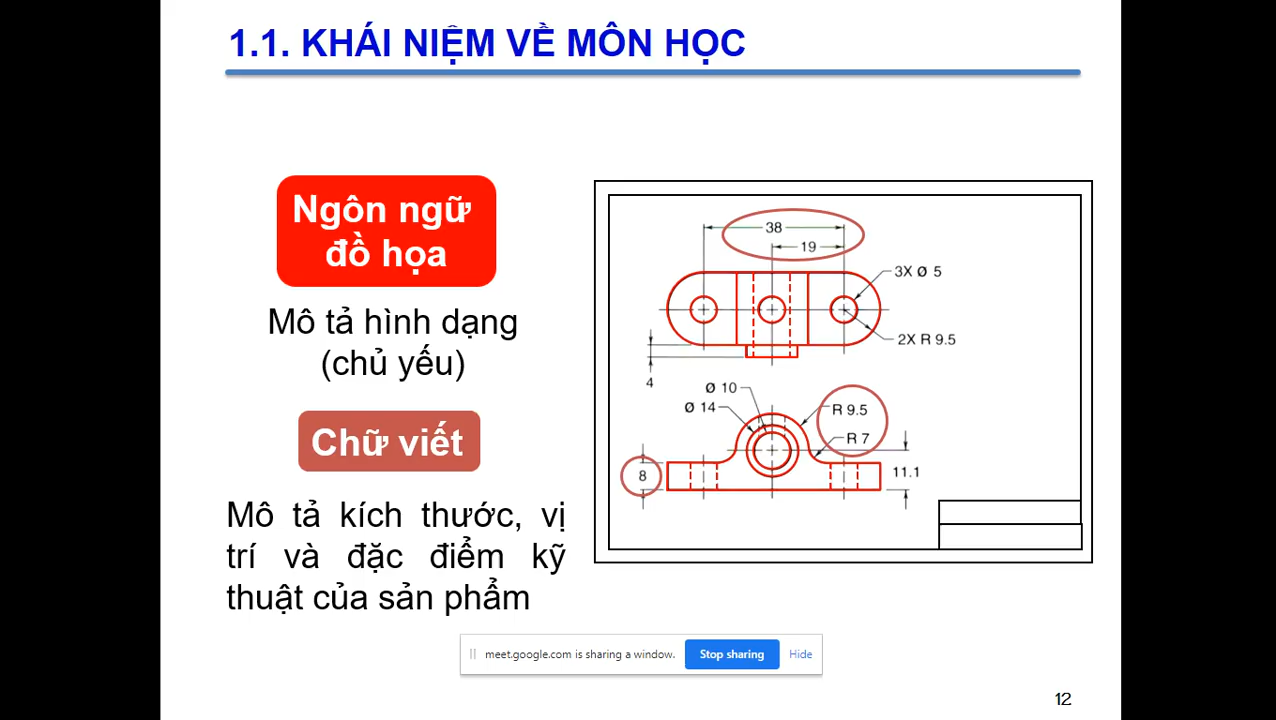 1.1. KHÁI NIỆM VỀ MÔN HỌC
Ngôn ngữ
đồ họa
Mô tả hình dạng
(chủ yếu)
Chữ viết
Mô tả kích thước, vị
trí và đặc điểm kỹ
thuật của sản phẩm
38
19
3X Ø 5
2X R 9.5
4
Ø 10
Ø 14
R 9.5
R 7
8
11.1
meet.google.com is sharing a window. Stop sharing Hide
12